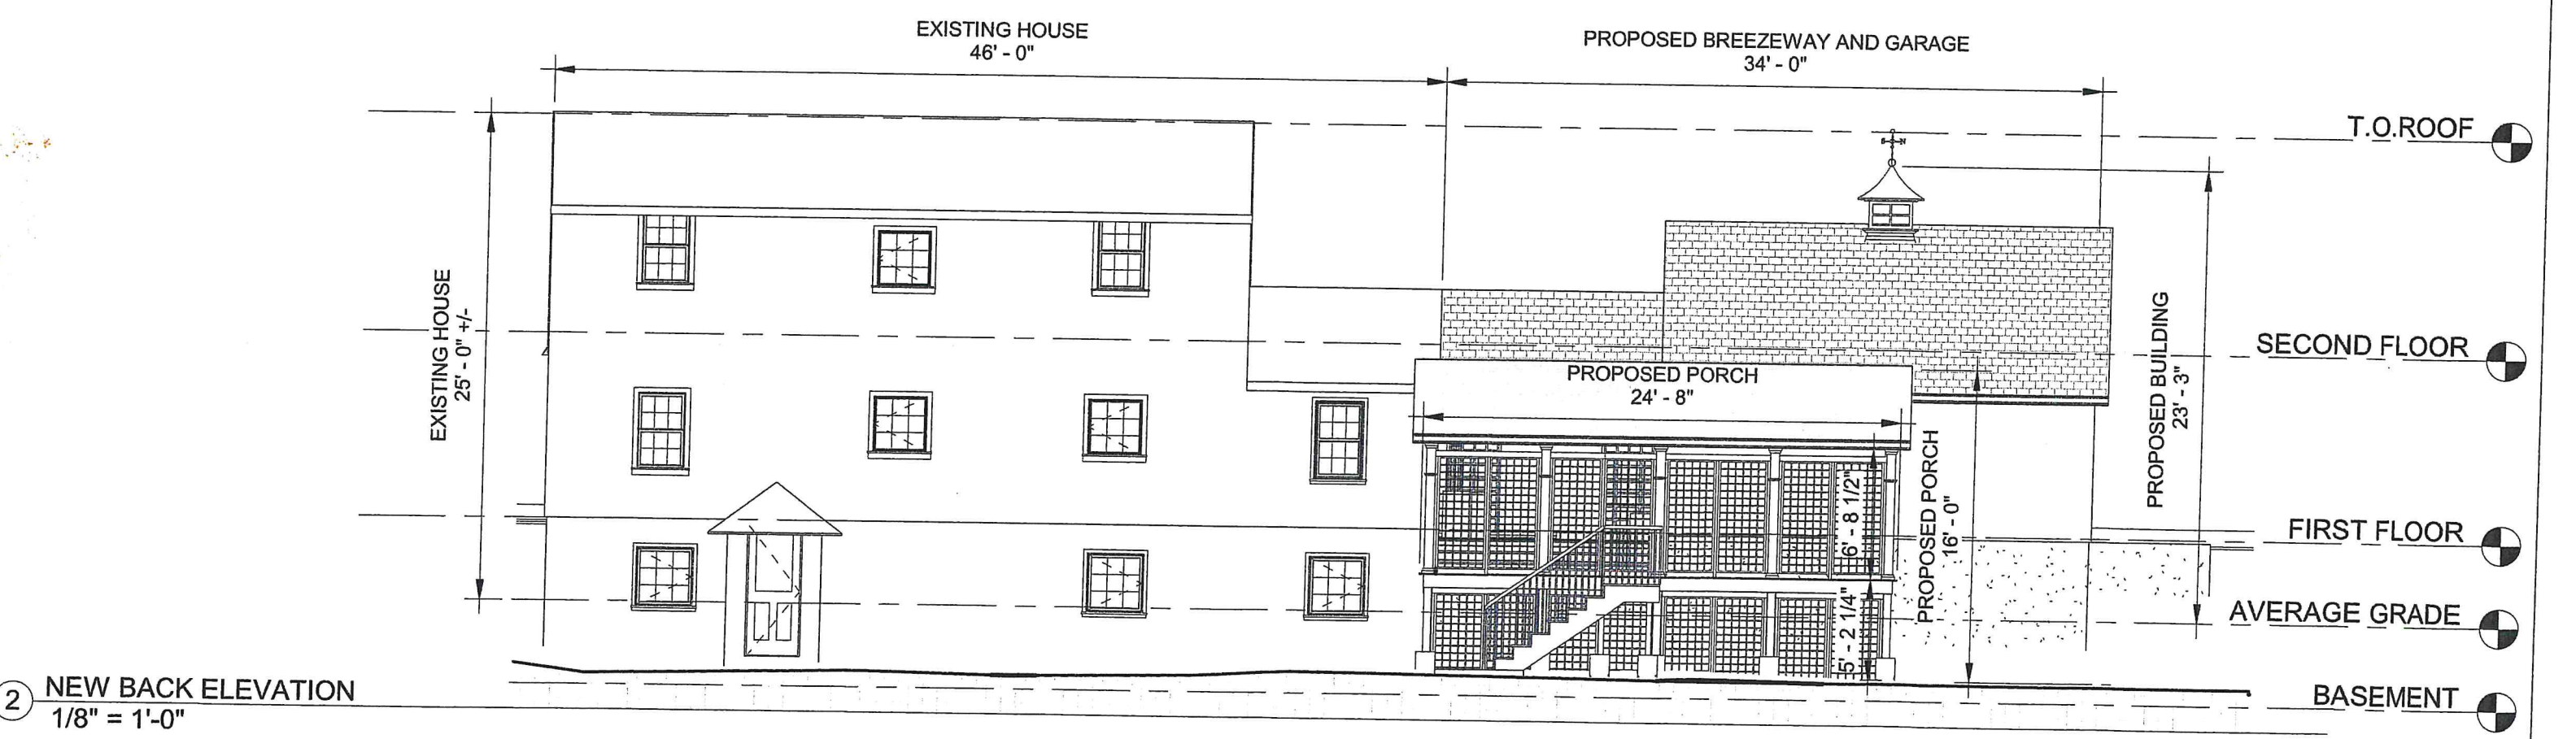 EXISTING HOUSE
46' - 0"
PROPOSED BREEZEWAY AND GARAGE
34' - 0"
T.O.ROOF
S N
EXISTING HOUSE
25' - 0" +/-
SECOND FLOOR
PROPOSED PORCH
24' - 8"
PROPOSED BUILDING
23' - 3"
6' - 8 1/2"
PROPOSED PORCH
16' - 0"
FIRST FLOOR
5' - 2 1/4"
AVERAGE GRADE
BASEMENT
2
NEW BACK ELEVATION
1/8" = 1'-0"